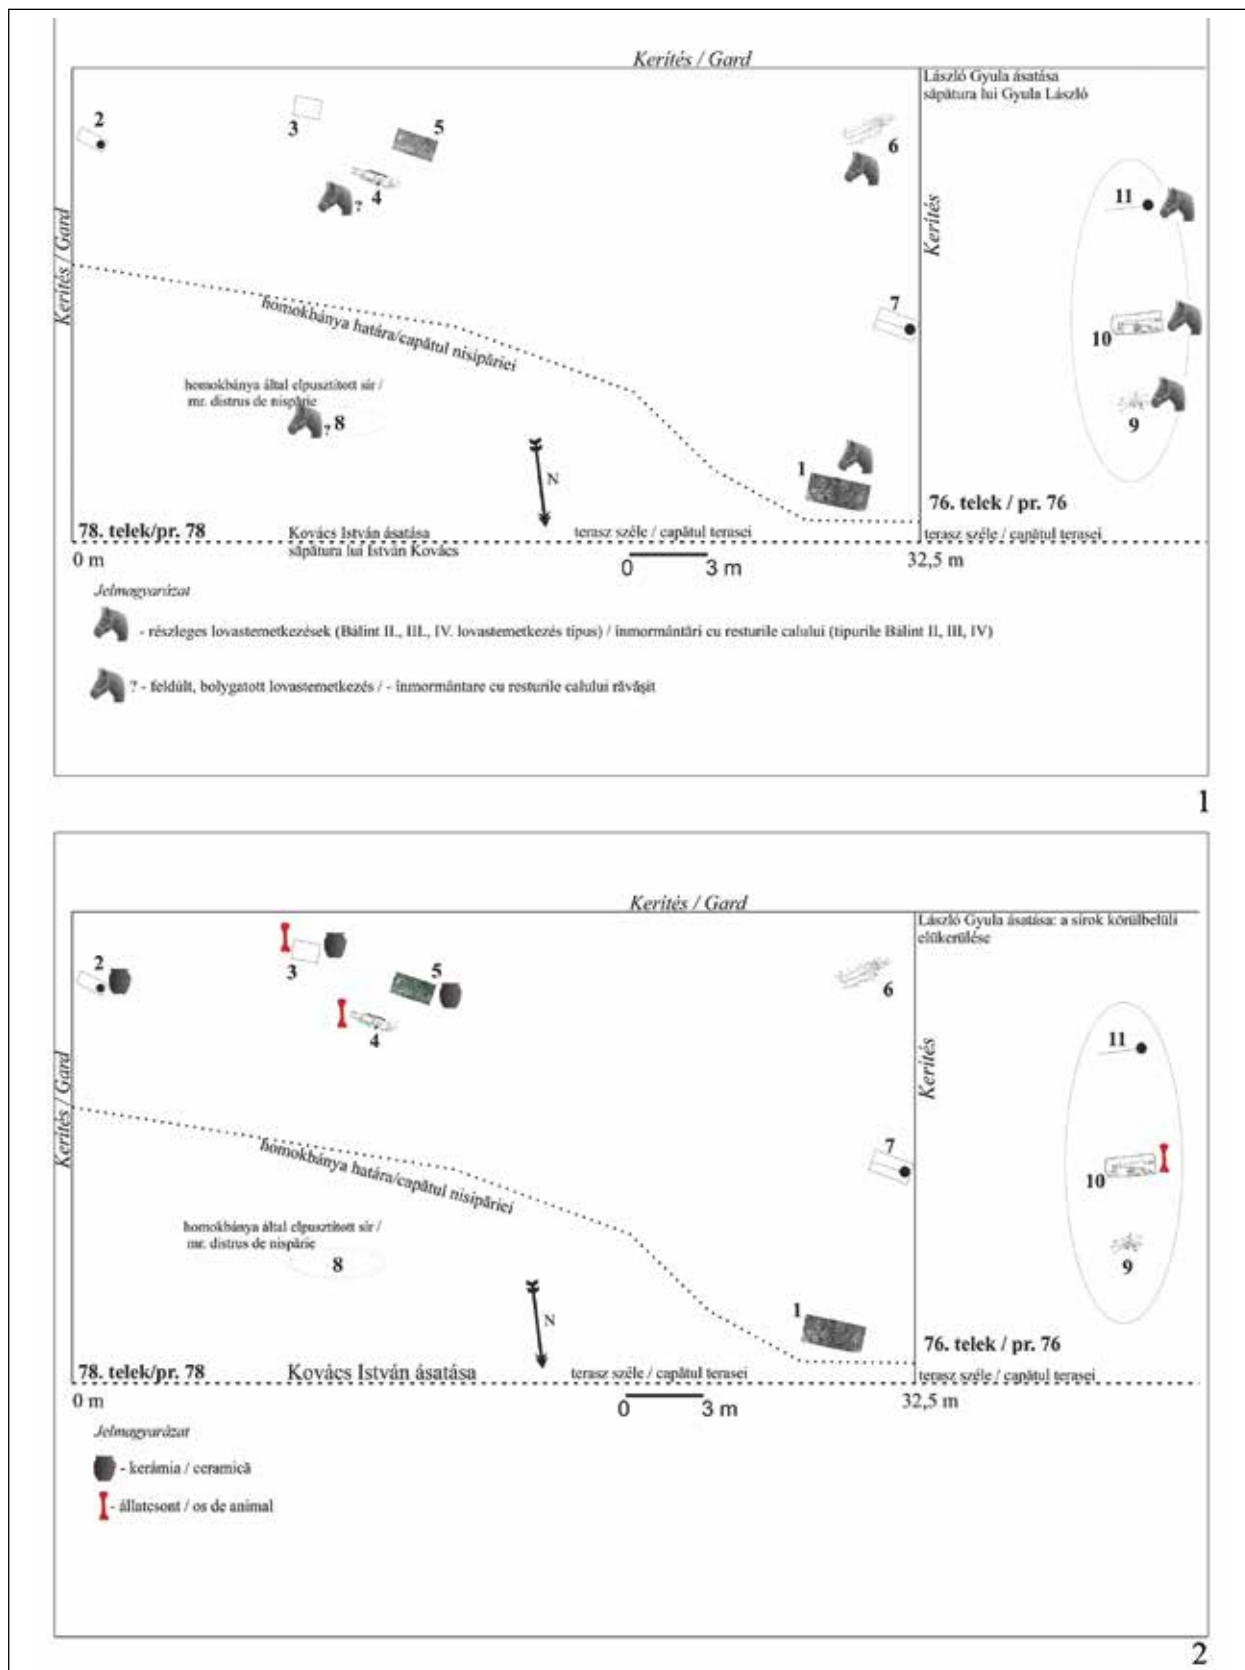 Kerítés / Gard
László Gyula ásatása
săpătura lui Gyula László
2
3
5
6
4
?
11
Kerítés / Gard
Kerítés
7
10
homokbánya határa/capătul nisipăriei
homokbánya által elpusztított sír /
mr. distrus de nispărie
? 8
9
1
N
76. telek / pr. 76
78. telek/pr. 78
Kovács István ásatása
săpătura lui István Kovács
terasz széle / capătul terasei
terasz széle / capătul terasei
0 m
0 3 m
32,5 m
Jelmagyarázat
- részleges lovastemetkezések (Bálint II., III., IV. lovastemetkezés típus) / înmormântări cu resturile calului (tipurile Bálint II, III, IV)
? - feldúlt, bolygatott lovastemetkezés / - înmormântare cu resturile calului răvășit
1
Kerítés / Gard
László Gyula ásatása: a sírok körülbelüli
előkerülése
2
3
5
6
4
11
Kerítés / Gard
Kerítés
7
10
homokbánya határa/capătul nisipăriei
homokbánya által elpusztított sír /
mr. distrus de nispărie
8
9
1
N
76. telek / pr. 76
78. telek/pr. 78
Kovács István ásatása
terasz széle / capătul terasei
terasz széle / capătul terasei
0 m
0 3 m
32,5 m
Jelmagyarázat
- kerámia / ceramică
- állatcsont / os de animal
2